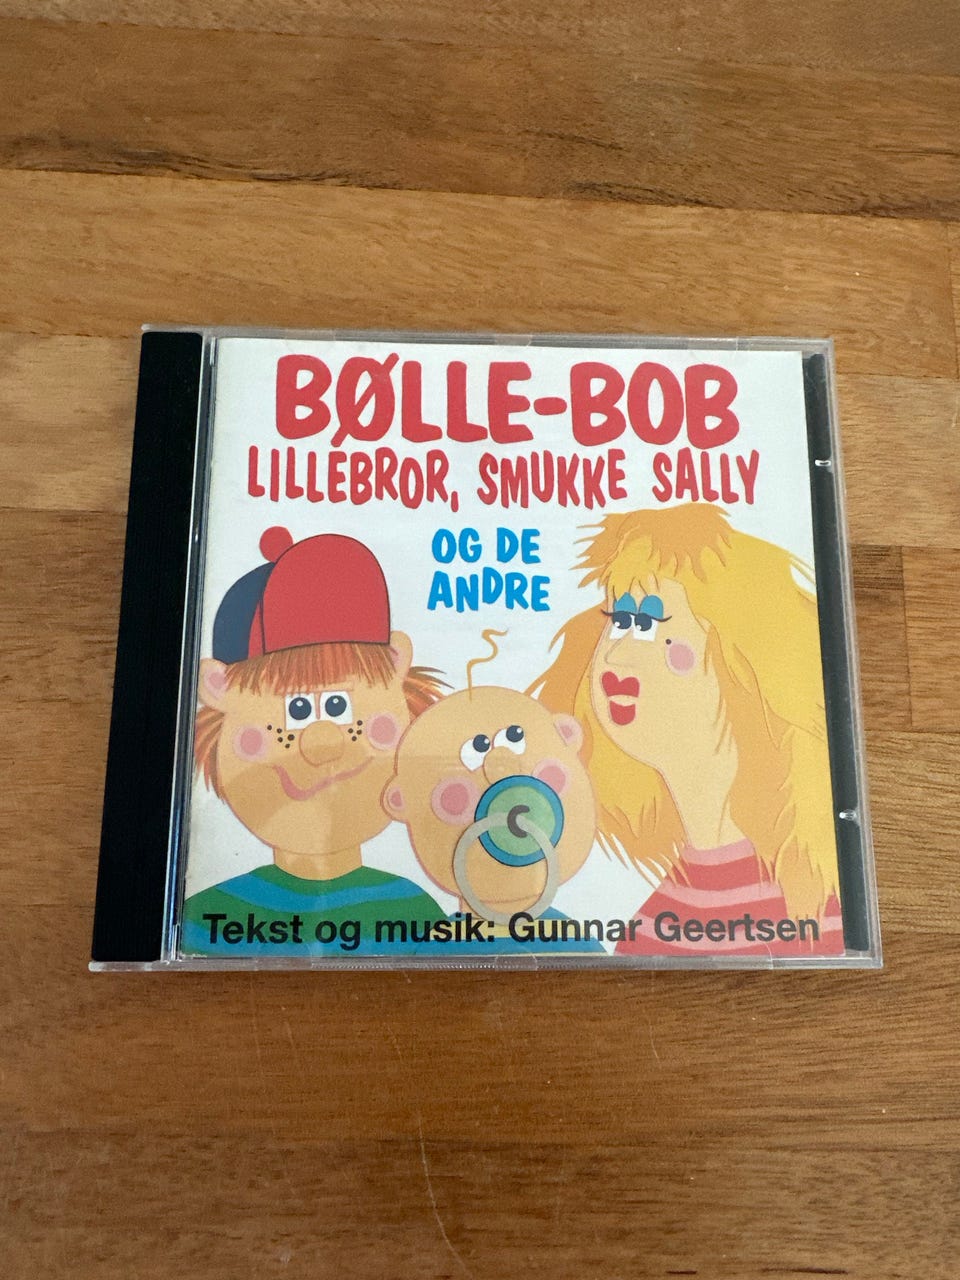 BØLLE-BOB
LILLEBROR, SMUKKE SALLY
OG DE
ANDRE
Tekst og musik: Gunnar Geertsen